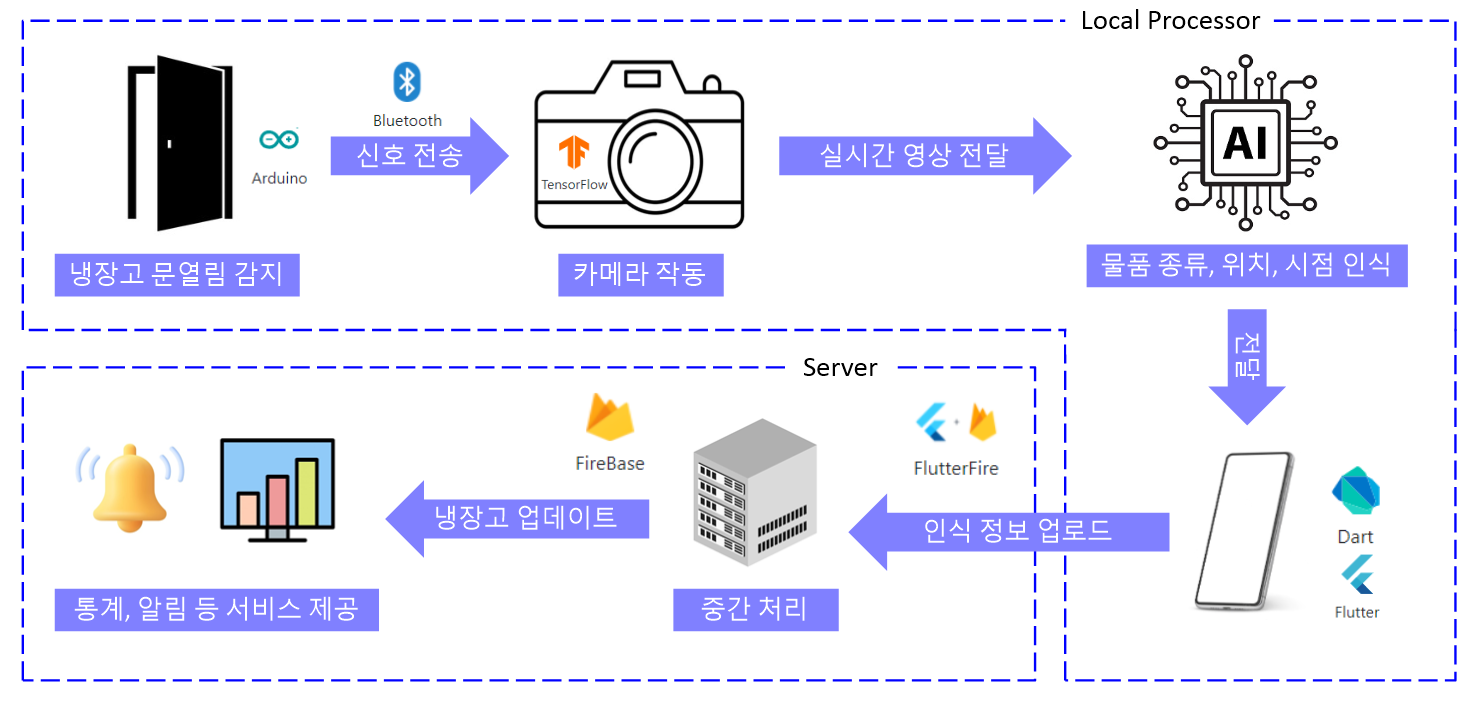 Local Processor
Bluetooth
Arduino
신호 전송
TensorFlow
실시간 영상 전달
AI
냉장고 문열림 감지
카메라 작동
물품 종류, 위치, 시점 인식
전달
Server
FireBase
FlutterFire
냉장고 업데이트
인식 정보 업로드
Dart
Flutter
통계, 알림 등 서비스 제공
중간 처리